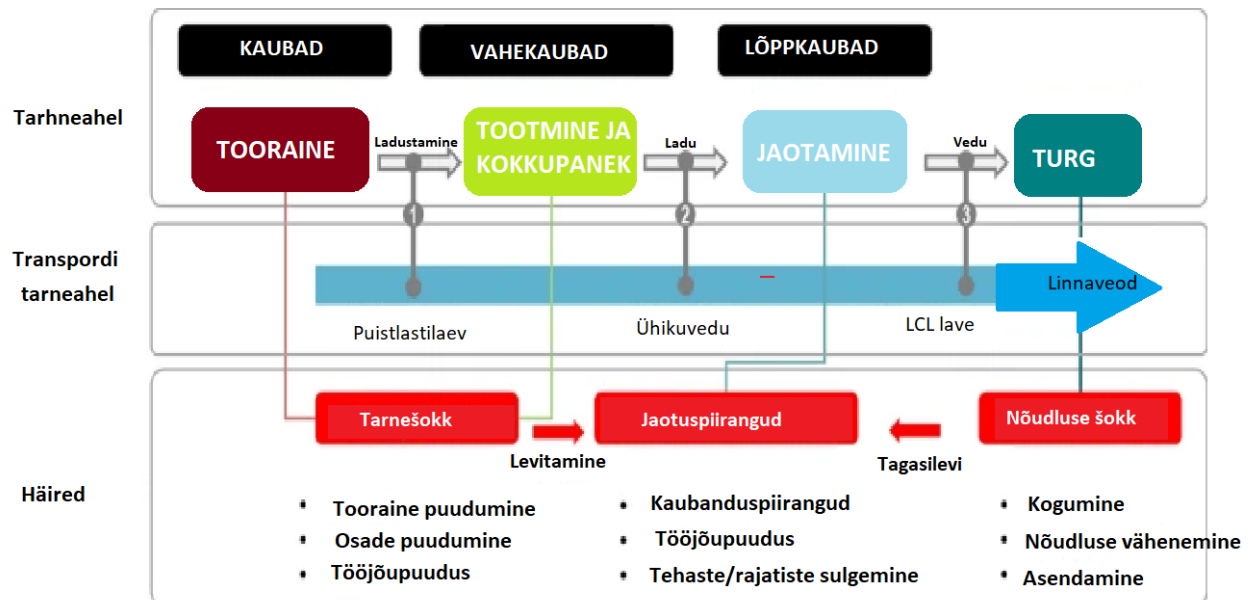 KAUBAD
VAHEKAUBAD
LÕPPKAUBAD
Tarhneahel
TOORAINE
Ladustamine
TOOTMINE JA
KOKKUPANEK
Ladu
JAOTAMINE
Vedu
TURG
1
2
3
Transpordi
tarneahel
Linnaveod
Puistlastilaev
Ühikuvedu
LCL lave
Häired
Tarnešokk
Levitamine
Jaotuspiirangud
Tagasilevi
Nõudluse šokk
• Tooraine puudumine
• Osade puudumine
• Tööjõupuudus
• Kaubanduspiirangud
• Tööjõupuudus
• Tehaste/rajatiste sulgemine
• Kogumine
• Nõudluse vähenemine
• Asendamine